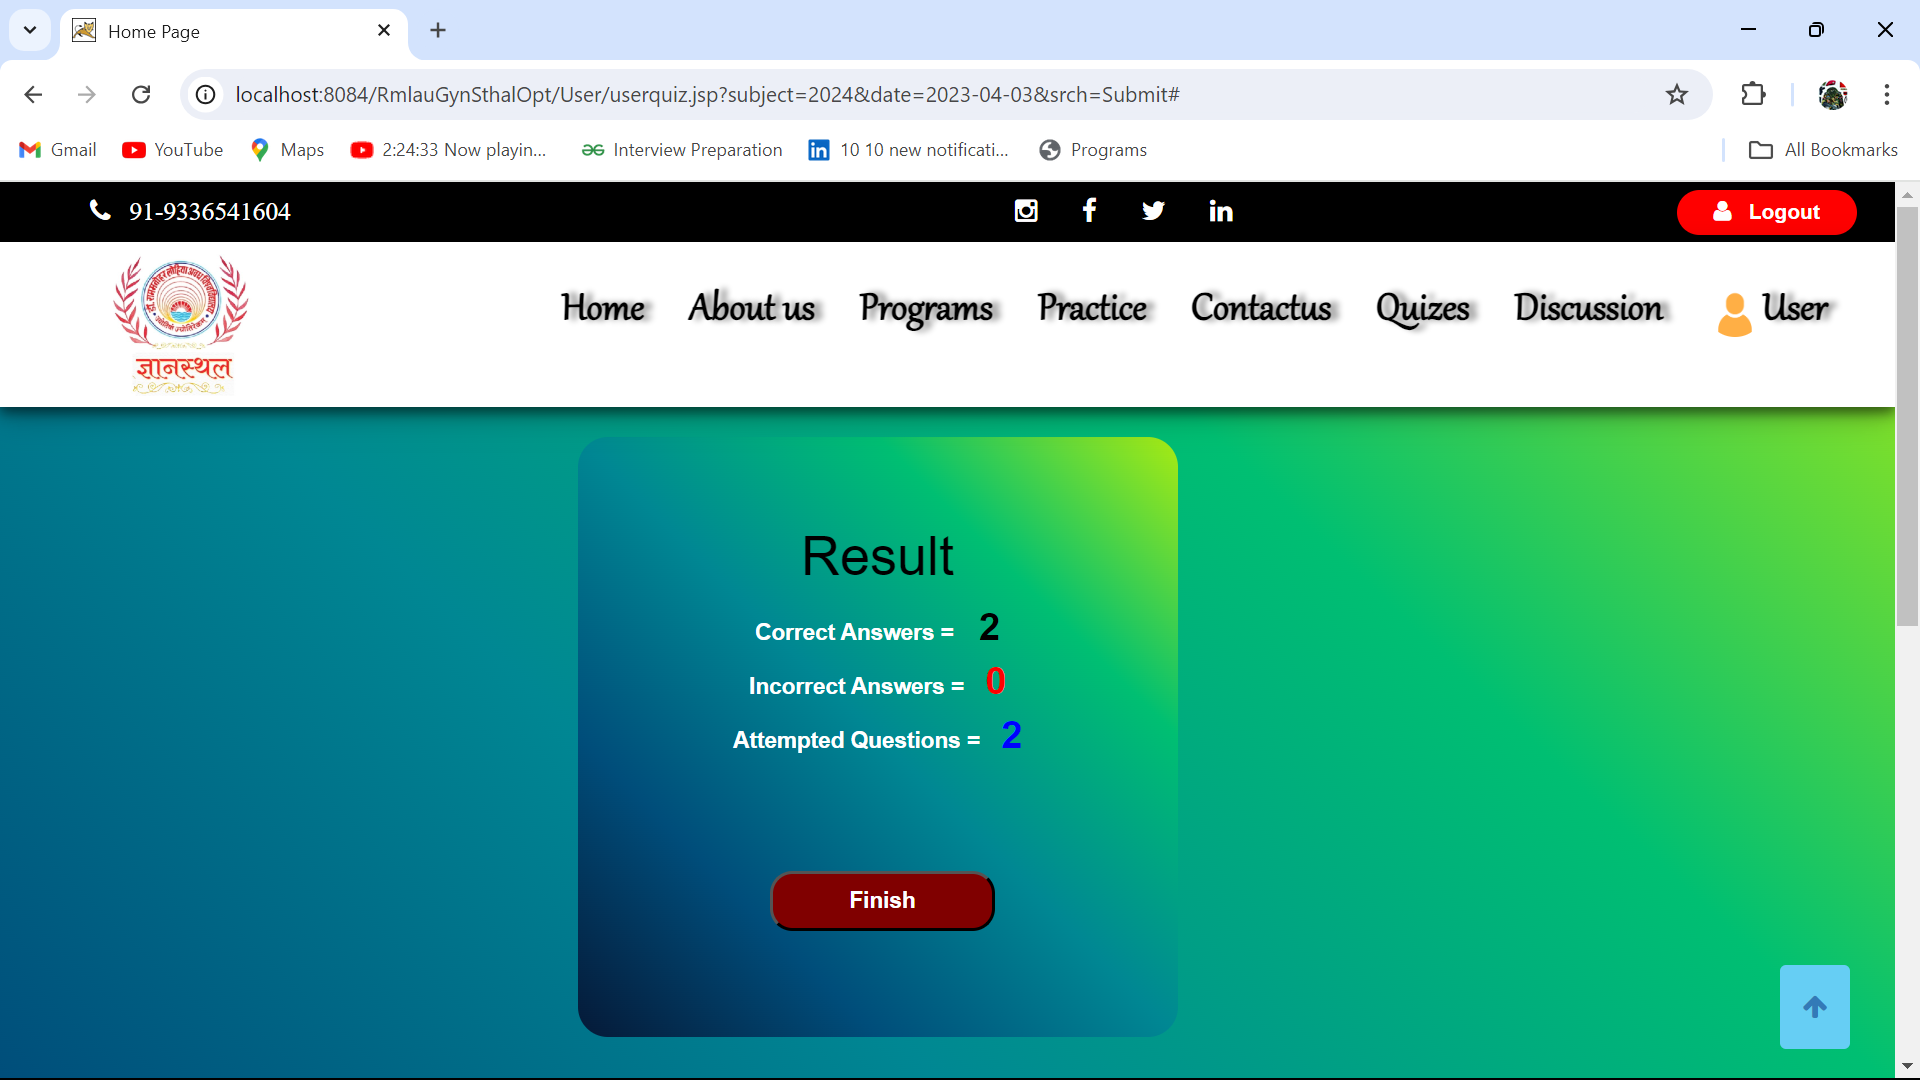 Home Page
localhost:8084/RmlauGynSthalOpt/User/userquiz.jsp?subject=2024&date=2023-04-03&srch=Submit#
Gmail YouTube Maps 2:24:33 Now playin... Interview Preparation 10 10 new notificati... Programs All Bookmarks
91-9336541604 Logout
ज्ञानस्थल
Home About us Programs Practice Contactus Quizes Discussion User
Result
Correct Answers = 2
Incorrect Answers = 0
Attempted Questions = 2
Finish